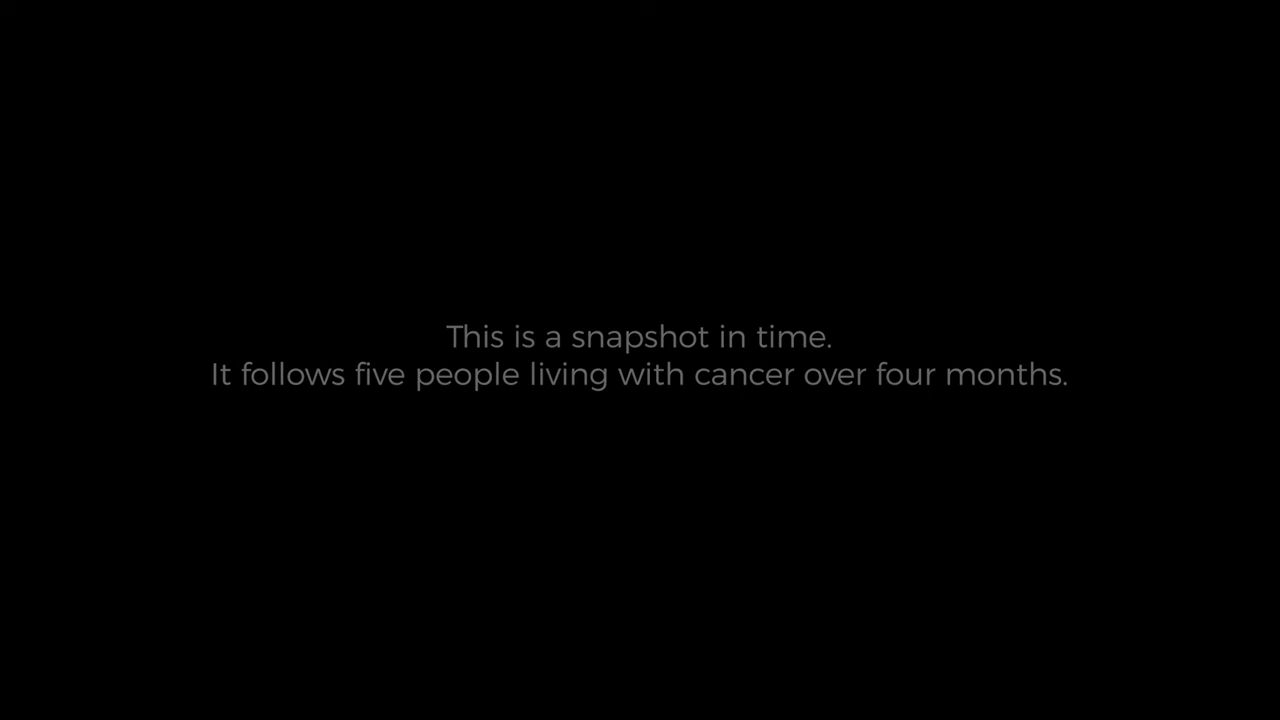 This is a snapshot in time.
It follows five people living with cancer over four months.